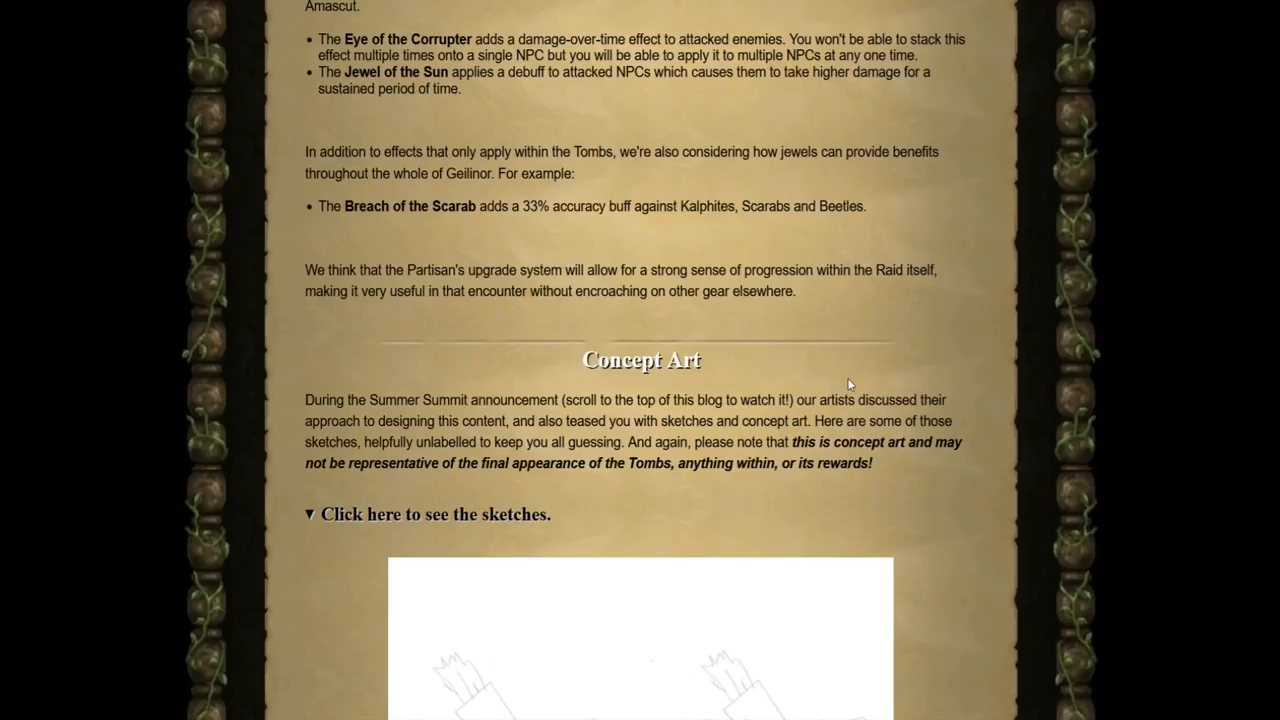 Amascut.
• The Eye of the Corrupter adds a damage-over-time effect to attacked enemies. You won't be able to stack this
effect multiple times onto a single NPC but you will be able to apply it to multiple NPCs at any one time.
• The Jewel of the Sun applies a debuff to attacked NPCs which causes them to take higher damage for a
sustained period of time.
In addition to effects that only apply within the Tombs, we're also considering how jewels can provide benefits
throughout the whole of Geilinor. For example:
• The Breach of the Scarab adds a 33% accuracy buff against Kalphites, Scarabs and Beetles.
We think that the Partisan's upgrade system will allow for a strong sense of progression within the Raid itself,
making it very useful in that encounter without encroaching on other gear elsewhere.
Concept Art
During the Summer Summit announcement (scroll to the top of this blog to watch it!) our artists discussed their
approach to designing this content, and also teased you with sketches and concept art. Here are some of those
sketches, helpfully unlabelled to keep you all guessing. And again, please note that this is concept art and may
not be representative of the final appearance of the Tombs, anything within, or its rewards!
▼ Click here to see the sketches.